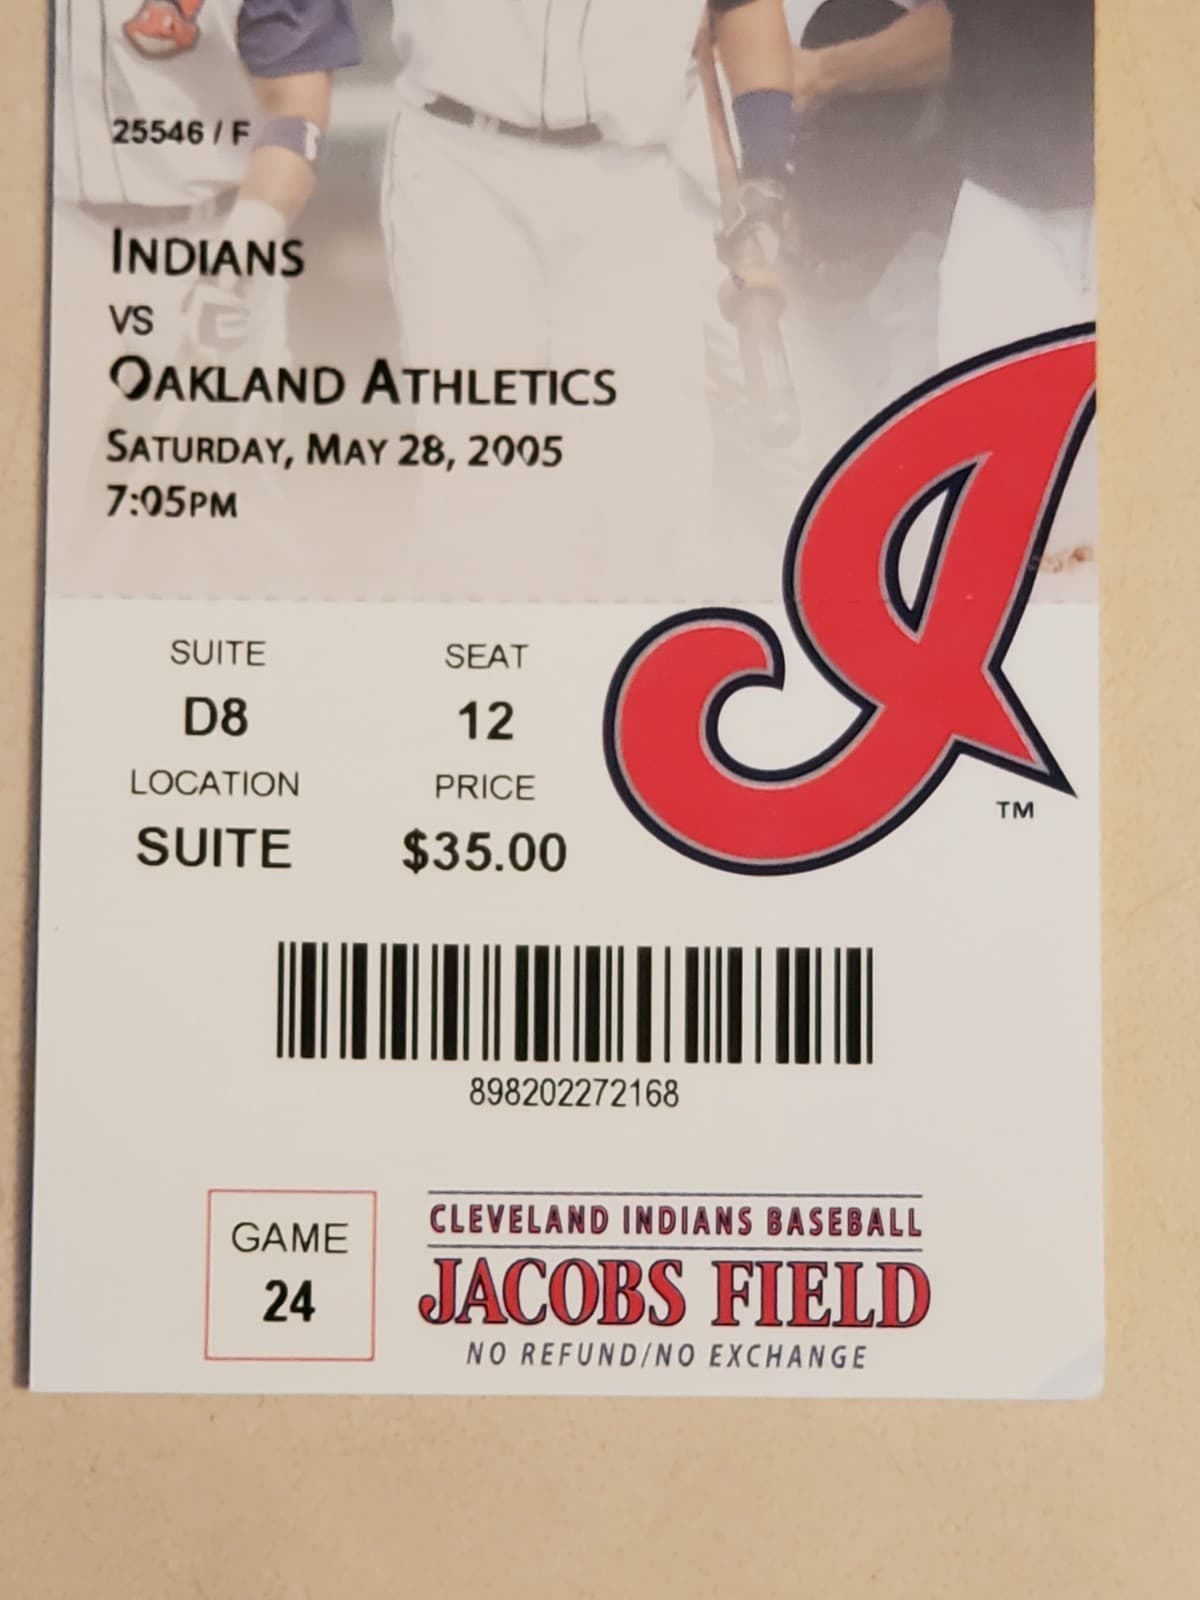 25546 / F
INDIANS
VS
OAKLAND ATHLETICS
SATURDAY, MAY 28, 2005
7:05PM
SUITE SEAT
D8 12
LOCATION PRICE
SUITE $35.00
I
TM
898202272168
GAME
24
CLEVELAND INDIANS BASEBALL
JACOBS FIELD
NO REFUND/NO EXCHANGE